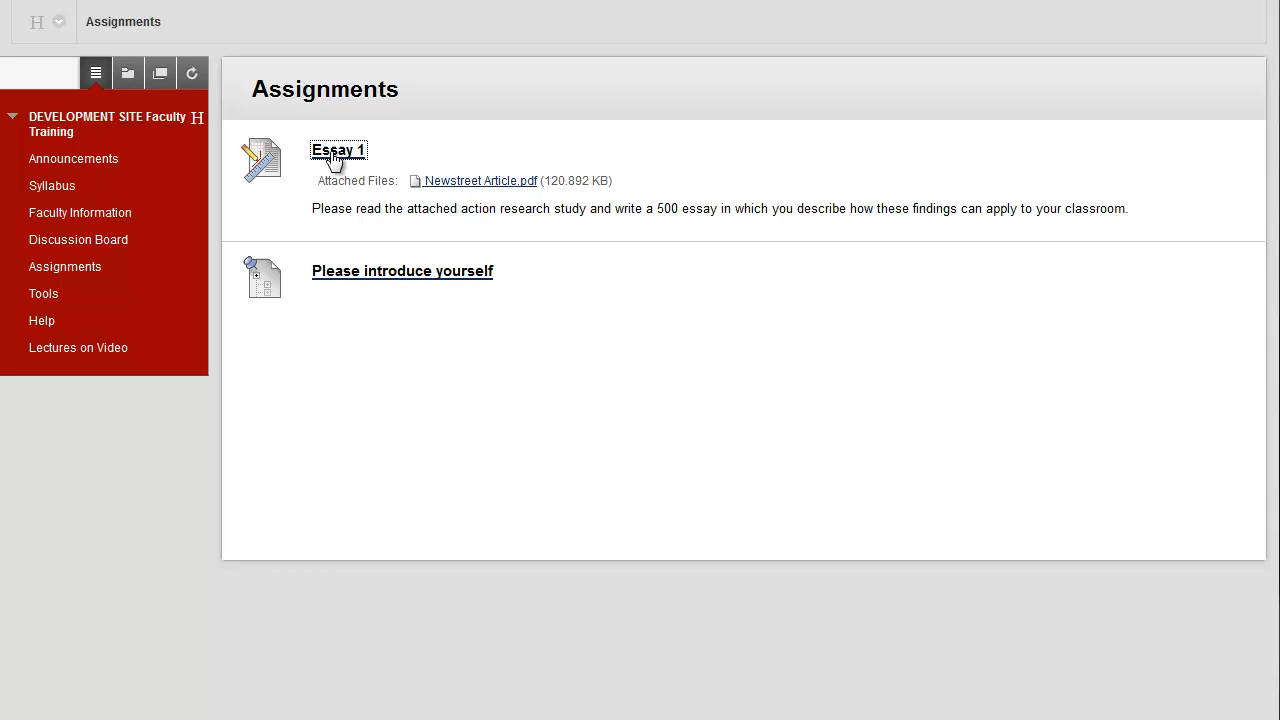 H Assignments
DEVELOPMENT SITE Faculty H
Training
Announcements
Syllabus
Faculty Information
Discussion Board
Assignments
Tools
Help
Lectures on Video
Assignments
Essay 1
Attached Files: Newstreet Article.pdf (120.892 KB)
Please read the attached action research study and write a 500 essay in which you describe how these findings can apply to your classroom.
Please introduce yourself